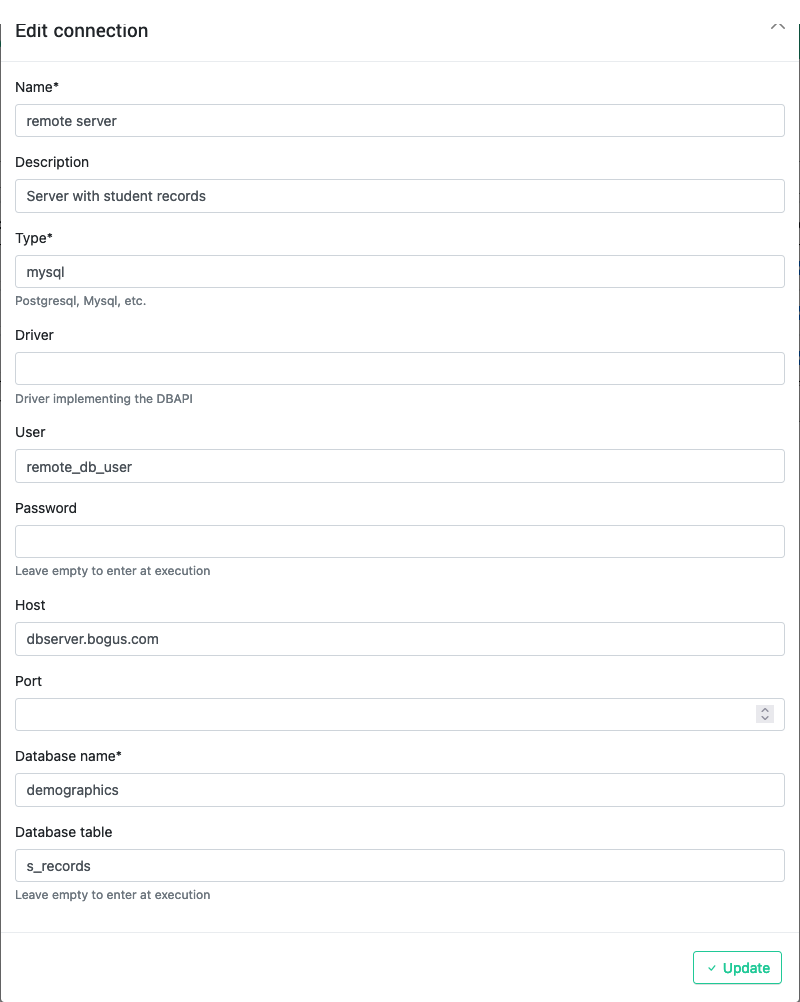 Edit connection
Name*
remote server
Description
Server with student records
Type*
mysql
Postgresql, Mysql, etc.
Driver
Driver implementing the DBAPI
User
remote_db_user
Password
Leave empty to enter at execution
Host
dbserver.bogus.com
Port
Database name*
demographics
Database table
s_records
Leave empty to enter at execution
Update